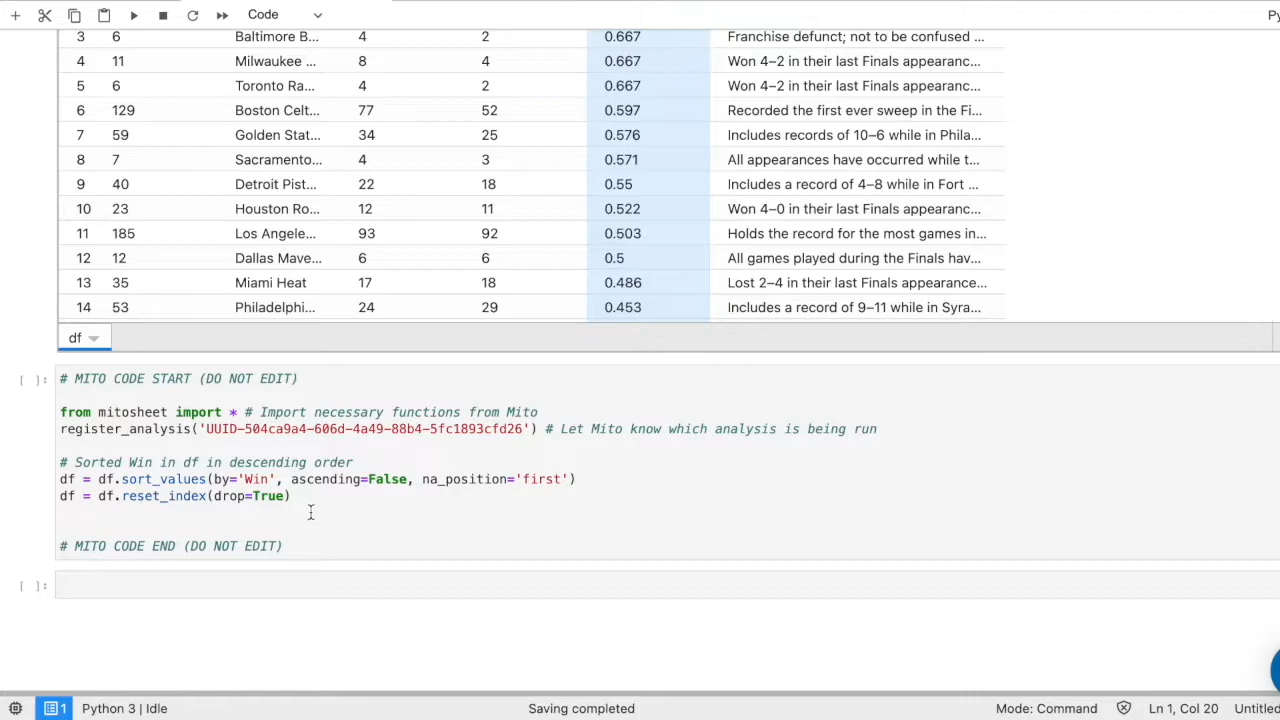 Code
Py
3 6 Baltimore B... 4 2 0.667 Franchise defunct; not to be confused ...
4 11 Milwaukee ... 8 4 0.667 Won 4–2 in their last Finals appearanc...
5 6 Toronto Ra... 4 2 0.667 Won 4–2 in their last Finals appearanc...
6 129 Boston Celt... 77 52 0.597 Recorded the first ever sweep in the Fi...
7 59 Golden Stat... 34 25 0.576 Includes records of 10–6 while in Phila...
8 7 Sacramento... 4 3 0.571 All appearances have occurred while t...
9 40 Detroit Pist... 22 18 0.55 Includes a record of 4–8 while in Fort ...
10 23 Houston Ro... 12 11 0.522 Won 4–0 in their last Finals appearanc...
11 185 Los Angele... 93 92 0.503 Holds the record for the most games in...
12 12 Dallas Mave... 6 6 0.5 All games played during the Finals hav...
13 35 Miami Heat 17 18 0.486 Lost 2–4 in their last Finals appearance...
14 53 Philadelphi... 24 29 0.453 Includes a record of 9–11 while in Syra...
df
[ ]: # MITO CODE START (DO NOT EDIT)
from mitosheet import * # Import necessary functions from Mito
register_analysis('UUID-504ca9a4-606d-4a49-88b4-5fc1893cfd26') # Let Mito know which analysis is being run
# Sorted Win in df in descending order
df = df.sort_values(by='Win', ascending=False, na_position='first')
df = df.reset_index(drop=True)
# MITO CODE END (DO NOT EDIT)
[ ]:
1 Python 3 | Idle Saving completed Mode: Command Ln 1, Col 20 Untitled